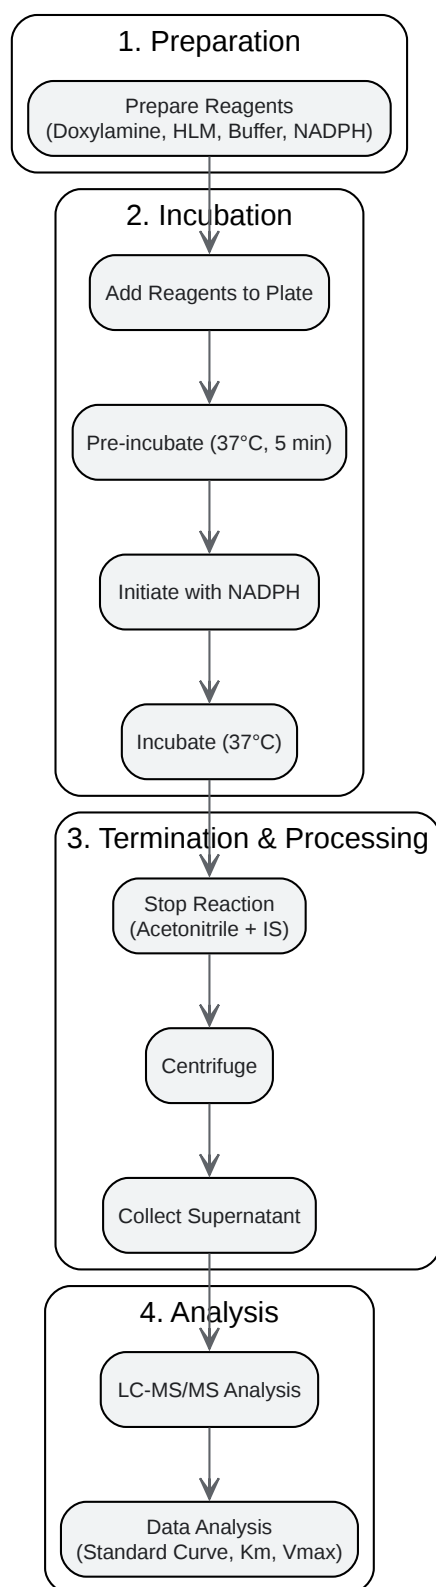 1. Preparation
Prepare Reagents
(Doxylamine, HLM, Buffer, NADPH)
2. Incubation
Add Reagents to Plate
Pre-incubate (37°C, 5 min)
Initiate with NADPH
Incubate (37°C)
3. Termination & Processing
Stop Reaction
(Acetonitrile + IS)
Centrifuge
Collect Supernatant
4. Analysis
LC-MS/MS Analysis
Data Analysis
(Standard Curve, Km, Vmax)